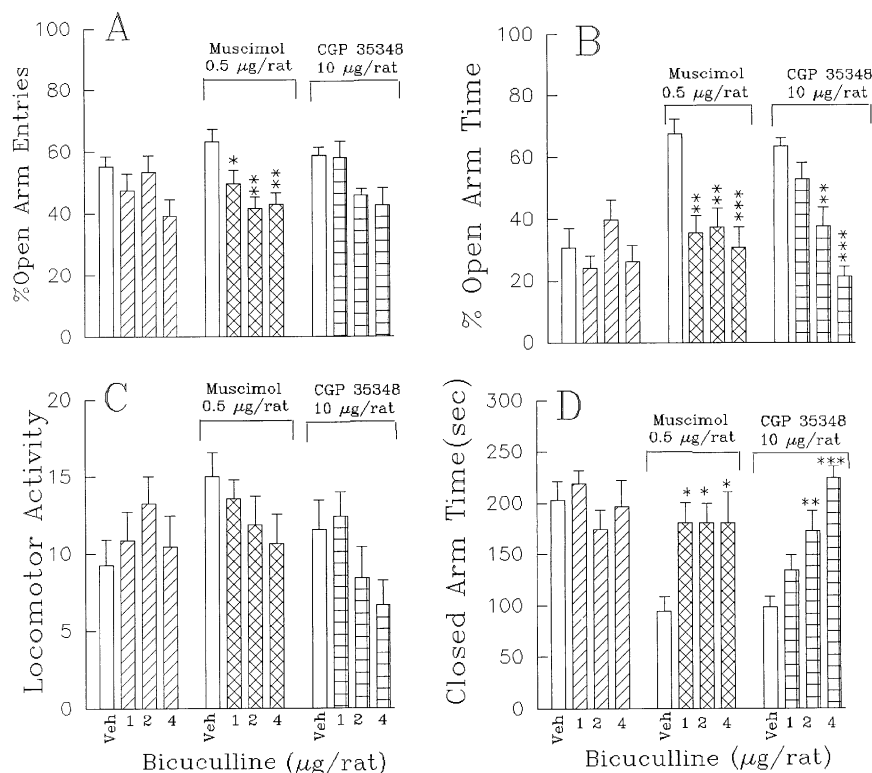 A
Muscimol
0.5 μg/rat
CGP 35348
10 μg/rat
%Open Arm Entries
100
80
60
40
20
0
*
**
**
B
Muscimol
0.5 μg/rat
CGP 35348
10 μg/rat
% Open Arm Time
100
80
60
40
20
0
**
**
***
**
***
C
Muscimol
0.5 μg/rat
CGP 35348
10 μg/rat
Locomotor Activity
20
15
10
5
0
Veh 1 2 4 Veh 1 2 4 Veh 1 2 4
Bicuculline (μg/rat)
D
Muscimol
0.5 μg/rat
CGP 35348
10 μg/rat
Closed Arm Time(sec)
300
250
200
150
100
50
0
* * *
** ***
Veh 1 2 4 Veh 1 2 4 Veh 1 2 4
Bicuculline (μg/rat)